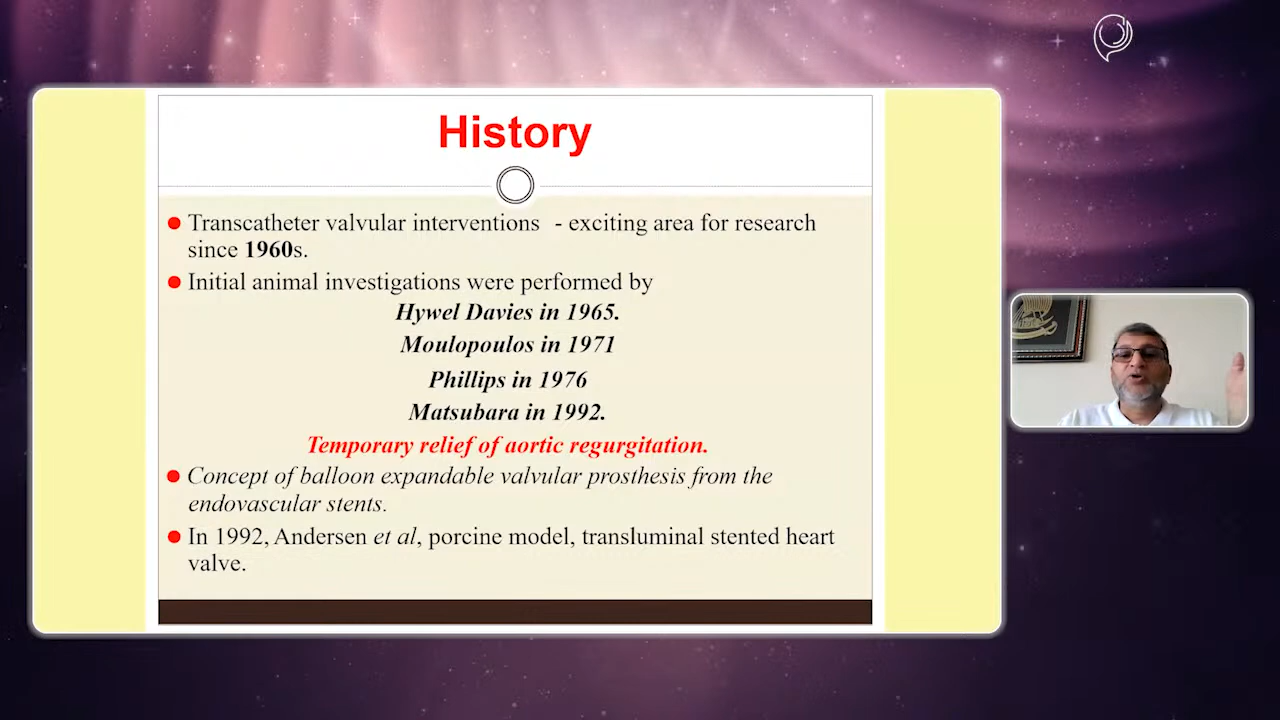 History
Transcatheter valvular interventions - exciting area for research
since 1960s.
Initial animal investigations were performed by
Hywel Davies in 1965.
Moulopoulos in 1971
Phillips in 1976
Matsubara in 1992.
Temporary relief of aortic regurgitation.
Concept of balloon expandable valvular prosthesis from the
endovascular stents.
In 1992, Andersen et al, porcine model, transluminal stented heart
valve.